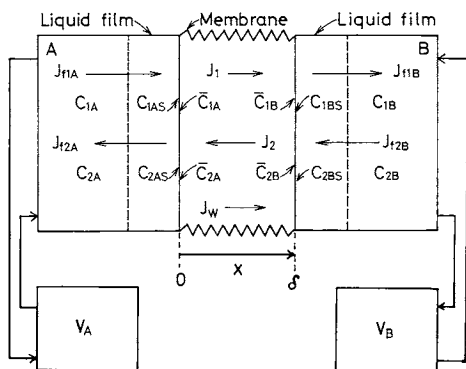 Liquid film Membrane Liquid film
A B
J_f1A J_1 J_f1B
C_1A C_1AS C̄_1A C̄_1B C_1BS C_1B
J_f2A J_2 J_f2B
C_2A C_2AS C̄_2A C̄_2B C_2BS C_2B
J_W
0 X δ
V_A V_B